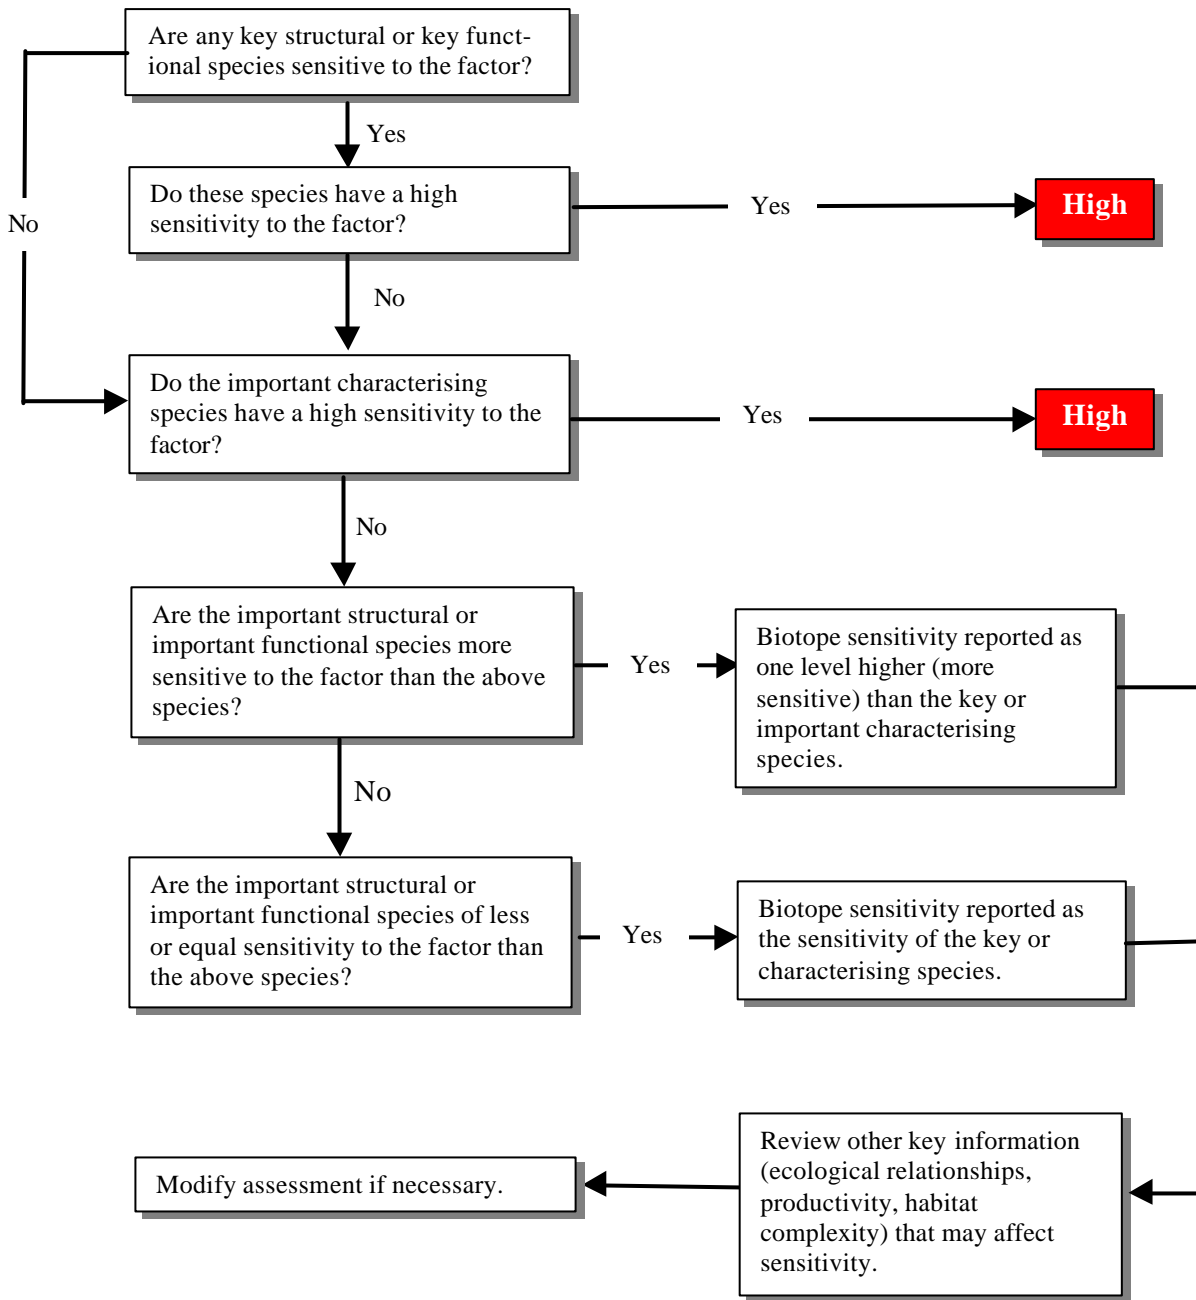 Are any key structural or key funct-
ional species sensitive to the factor?
Yes
No
Do these species have a high
sensitivity to the factor?
Yes
High
No
Do the important characterising
species have a high sensitivity to the
factor?
Yes
High
No
Are the important structural or
important functional species more
sensitive to the factor than the above
species?
Yes
Biotope sensitivity reported as
one level higher (more
sensitive) than the key or
important characterising
species.
No
Are the important structural or
important functional species of less
or equal sensitivity to the factor than
the above species?
Yes
Biotope sensitivity reported as
the sensitivity of the key or
characterising species.
Review other key information
(ecological relationships,
productivity, habitat
complexity) that may affect
sensitivity.
Modify assessment if necessary.